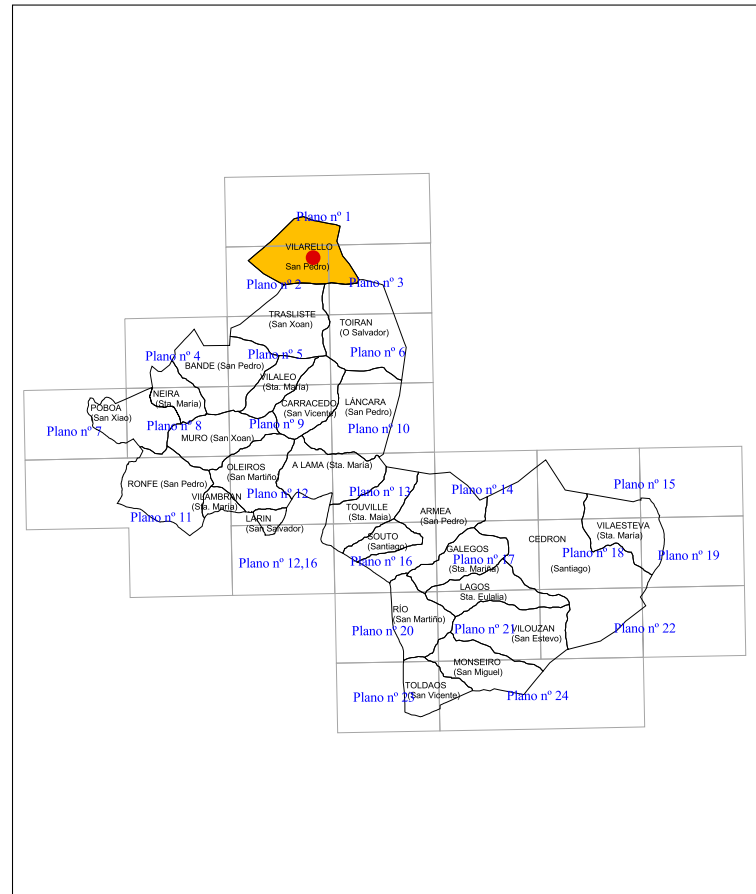 Plano nº 1
VILARELLO
San Pedro)
Plano nº 2
Plano nº 3
TRASLISTE
(San Xoan)
TOIRAN
(O Salvador)
Plano nº 4
Plano nº 5
Plano nº 6
BANDE (San Pedro)
VILALEO
(Sta. María)
NEIRA
(Sta. María)
CARRACEDO
(San Vicente)
LÁNCARA
(San Pedro)
POBOA
(San Xiao)
Plano nº 7
Plano nº 8
Plano nº 9
Plano nº 10
MURO (San Xoan)
OLEIROS
(San Martiño)
A LAMA (Sta. María)
RONFE (San Pedro)
VILAMBRAN
(Sta. María)
Plano nº 11
Plano nº 12
Plano nº 13
Plano nº 14
Plano nº 15
LARIN
(San Salvador)
TOUVILLE
(Sta. Maia)
ARMEA
(San Pedro)
VILAESTEVA
(Sta. María)
SOUTO
(Santiago)
GALEGOS
(Sta. Mariña)
CEDRON
(Santiago)
Plano nº 12,16
Plano nº 16
Plano nº 17
Plano nº 18
Plano nº 19
LAGOS
Sta. Eulalia)
RÍO
(San Martiño)
VILOUZAN
(San Estevo)
Plano nº 20
Plano nº 21
Plano nº 22
MONSEIRO
(San Miguel)
TOLDAOS
(San Vicente)
Plano nº 23
Plano nº 24